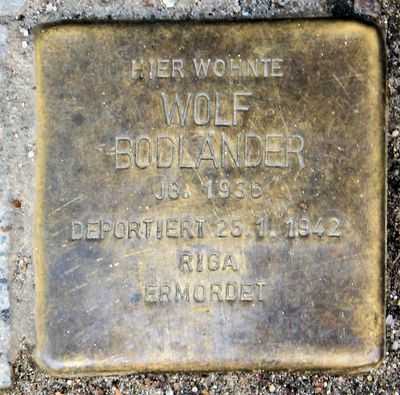 HIER WOHNTE
WOLF
BODLÄNDER
JG. 1936
DEPORTIERT 25.1.1942
RIGA
ERMORDET